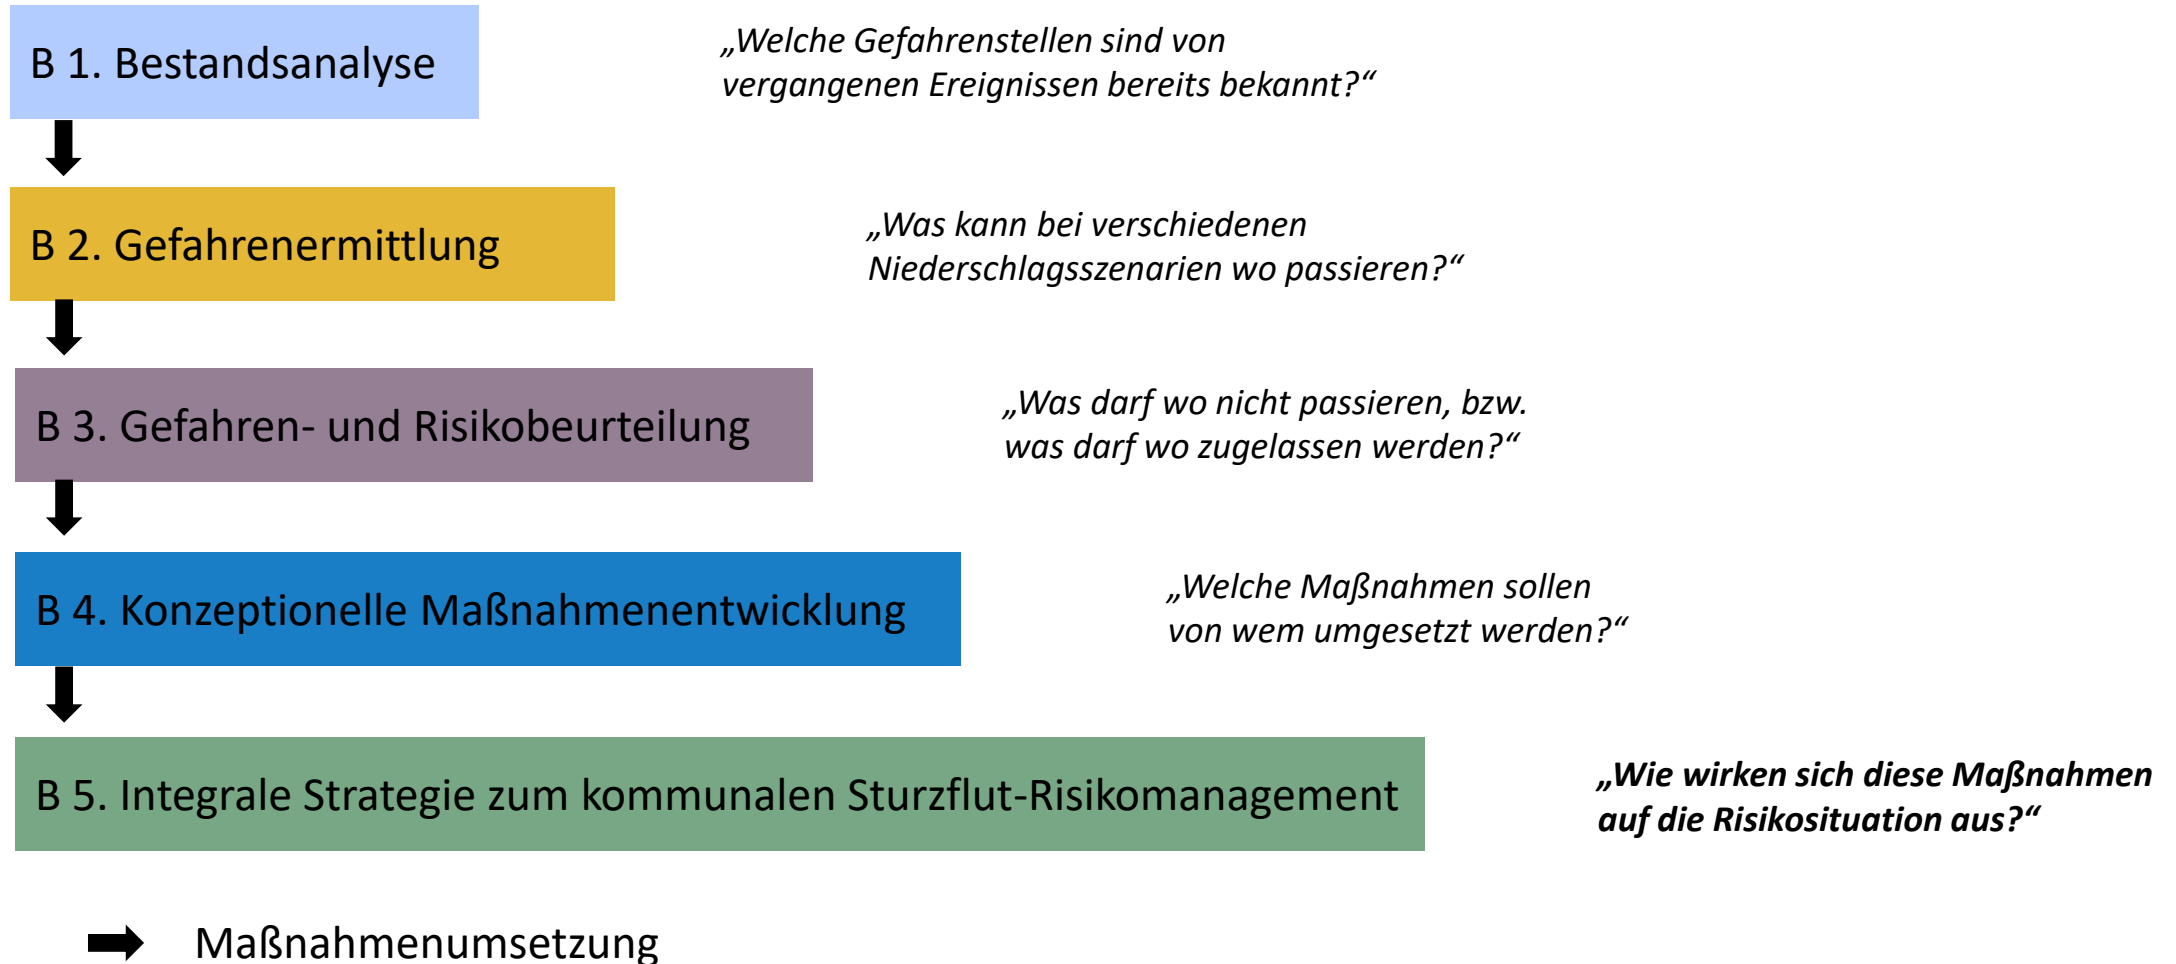 B 1. Bestandsanalyse
„Welche Gefahrenstellen sind von
vergangenen Ereignissen bereits bekannt?“
B 2. Gefahrenermittlung
„Was kann bei verschiedenen
Niederschlagsszenarien wo passieren?“
B 3. Gefahren- und Risikobeurteilung
„Was darf wo nicht passieren, bzw.
was darf wo zugelassen werden?“
B 4. Konzeptionelle Maßnahmenentwicklung
„Welche Maßnahmen sollen
von wem umgesetzt werden?“
B 5. Integrale Strategie zum kommunalen Sturzflut-Risikomanagement
„Wie wirken sich diese Maßnahmen
auf die Risikosituation aus?“
Maßnahmenumsetzung